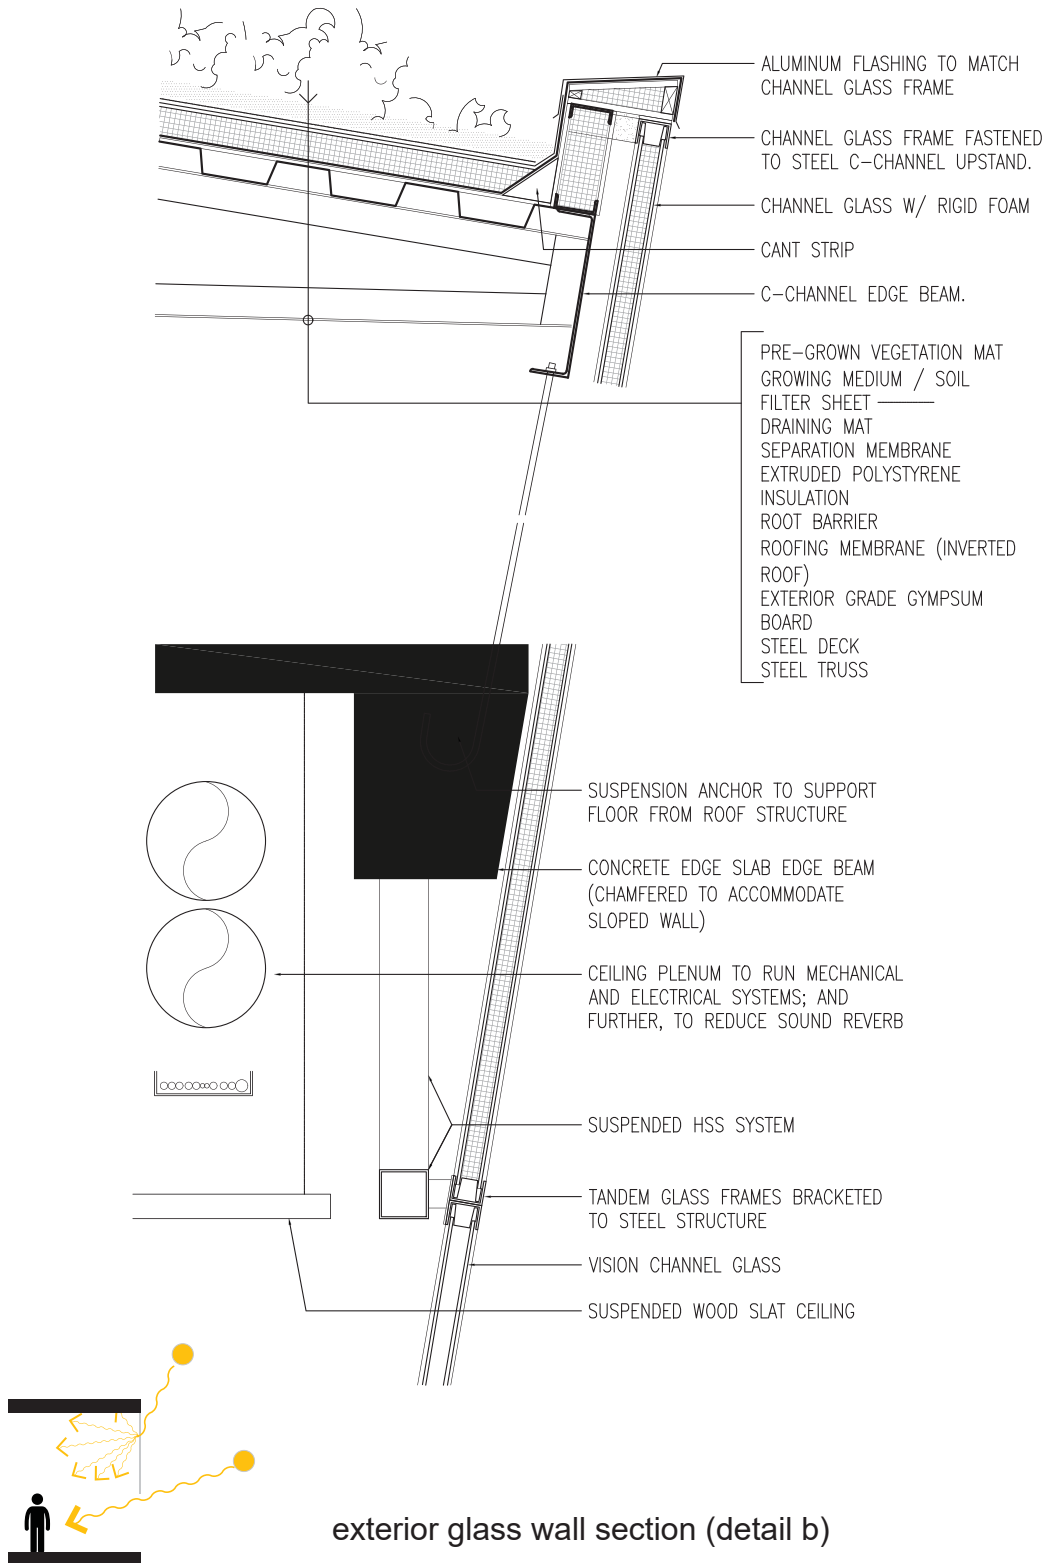 ALUMINUM FLASHING TO MATCH
CHANNEL GLASS FRAME
CHANNEL GLASS FRAME FASTENED
TO STEEL C-CHANNEL UPSTAND.
CHANNEL GLASS W/ RIGID FOAM
CANT STRIP
C-CHANNEL EDGE BEAM.
PRE-GROWN VEGETATION MAT
GROWING MEDIUM / SOIL
FILTER SHEET
DRAINING MAT
SEPARATION MEMBRANE
EXTRUDED POLYSTYRENE
INSULATION
ROOT BARRIER
ROOFING MEMBRANE (INVERTED
ROOF)
EXTERIOR GRADE GYMPSUM
BOARD
STEEL DECK
STEEL TRUSS
SUSPENSION ANCHOR TO SUPPORT
FLOOR FROM ROOF STRUCTURE
CONCRETE EDGE SLAB EDGE BEAM
(CHAMFERED TO ACCOMMODATE
SLOPED WALL)
CEILING PLENUM TO RUN MECHANICAL
AND ELECTRICAL SYSTEMS; AND
FURTHER, TO REDUCE SOUND REVERB
SUSPENDED HSS SYSTEM
TANDEM GLASS FRAMES BRACKETED
TO STEEL STRUCTURE
VISION CHANNEL GLASS
SUSPENDED WOOD SLAT CEILING
exterior glass wall section (detail b)